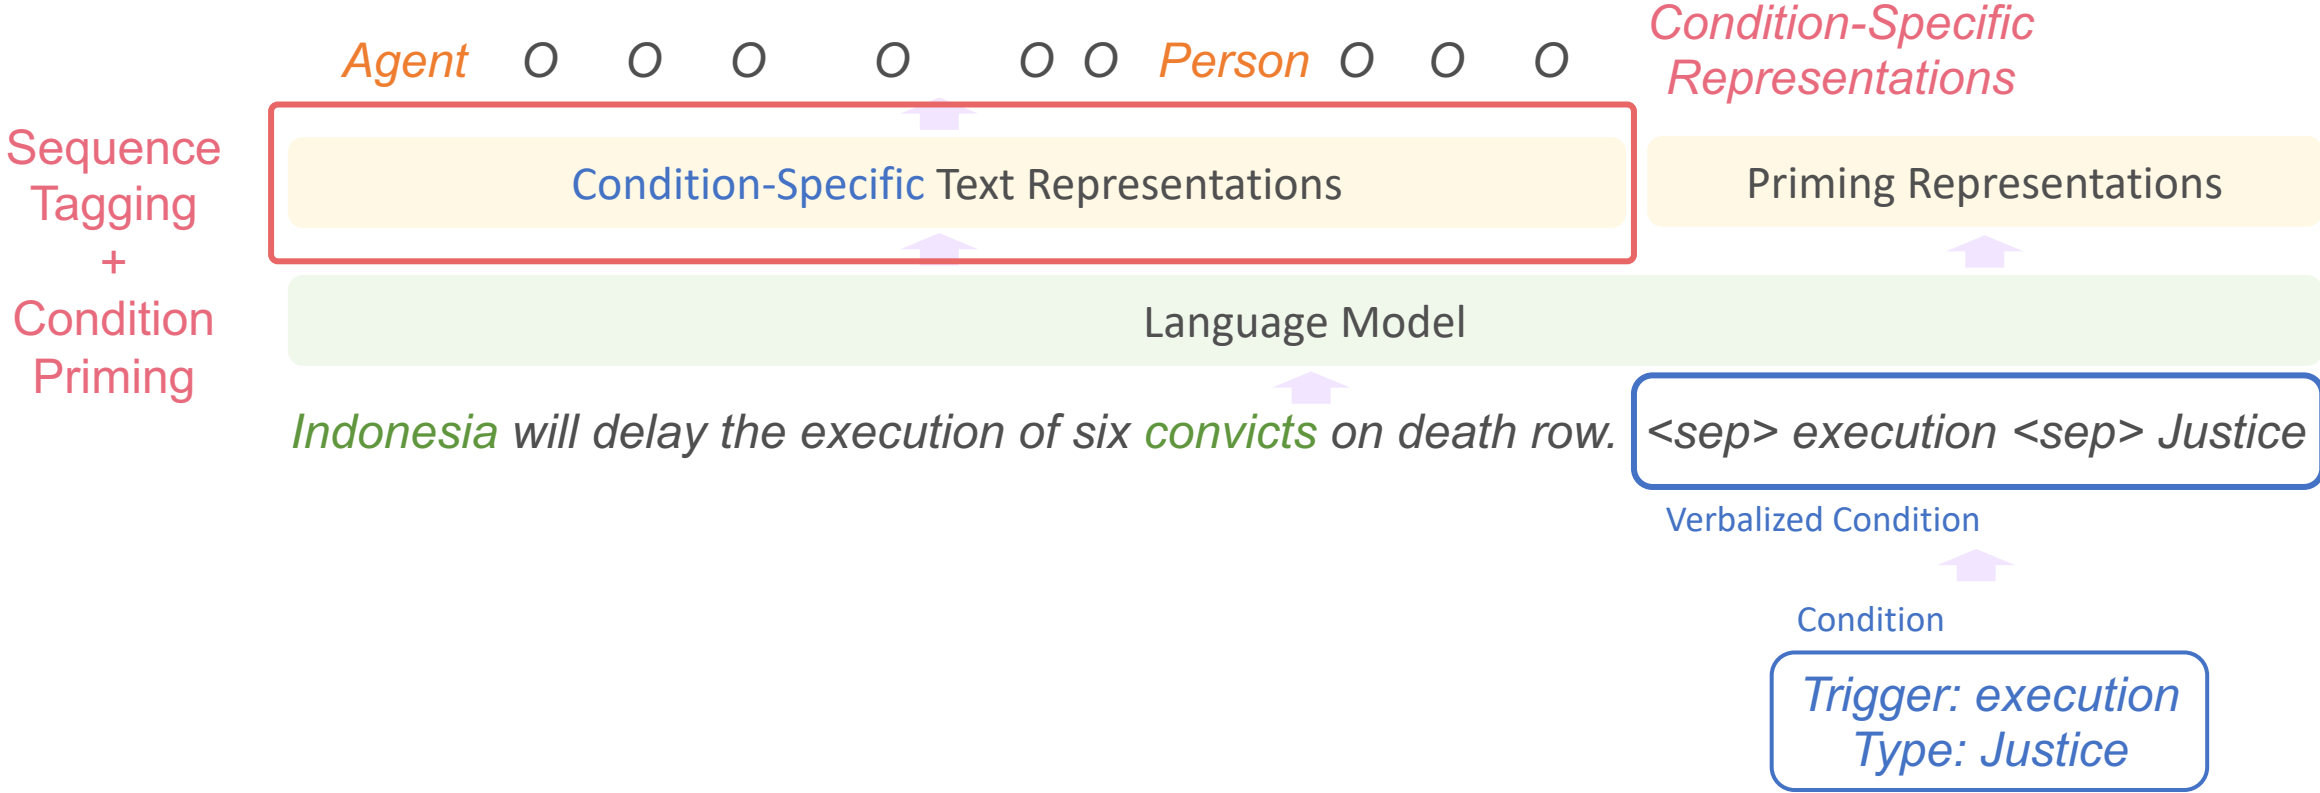 Agent O O O O O O Person O O O
Condition-Specific
Representations
Sequence
Tagging
+
Condition
Priming
Condition-Specific Text Representations
Priming Representations
Language Model
Indonesia will delay the execution of six convicts on death row. <sep> execution <sep> Justice
Verbalized Condition
Condition
Trigger: execution
Type: Justice